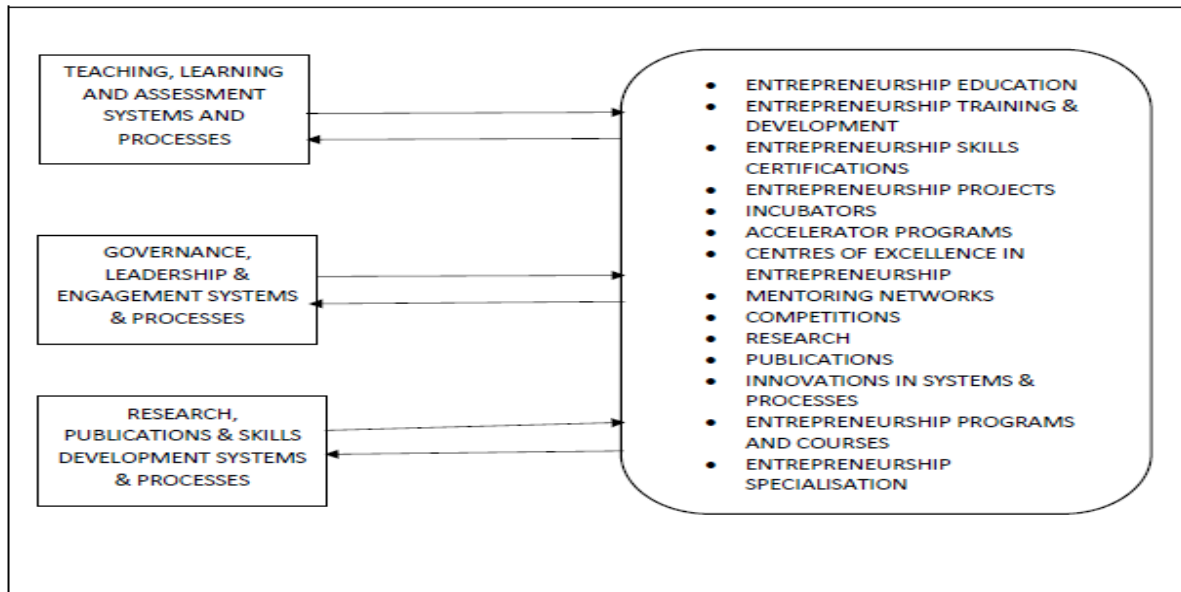 TEACHING, LEARNING
AND ASSESSMENT
SYSTEMS AND
PROCESSES
GOVERNANCE,
LEADERSHIP &
ENGAGEMENT SYSTEMS
& PROCESSES
RESEARCH,
PUBLICATIONS & SKILLS
DEVELOPMENT SYSTEMS
& PROCESSES
• ENTREPRENEURSHIP EDUCATION
• ENTREPRENEURSHIP TRAINING &
DEVELOPMENT
• ENTREPRENEURSHIP SKILLS
CERTIFICATIONS
• ENTREPRENEURSHIP PROJECTS
• INCUBATORS
• ACCELERATOR PROGRAMS
• CENTRES OF EXCELLENCE IN
ENTREPRENEURSHIP
• MENTORING NETWORKS
• COMPETITIONS
• RESEARCH
• PUBLICATIONS
• INNOVATIONS IN SYSTEMS &
PROCESSES
• ENTREPRENEURSHIP PROGRAMS
AND COURSES
• ENTREPRENEURSHIP
SPECIALISATION